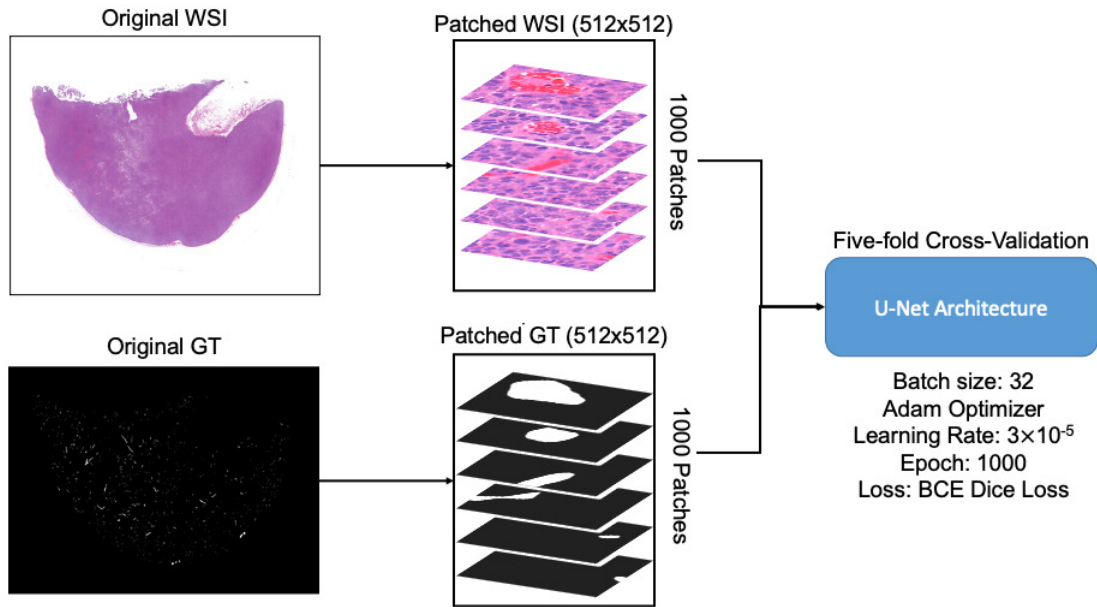 Original WSI
Patched WSI (512x512)
1000 Patches
Original GT
Patched GT (512x512)
1000 Patches
Five-fold Cross-Validation
U-Net Architecture
Batch size: 32
Adam Optimizer
Learning Rate: 3×10⁻⁵
Epoch: 1000
Loss: BCE Dice Loss